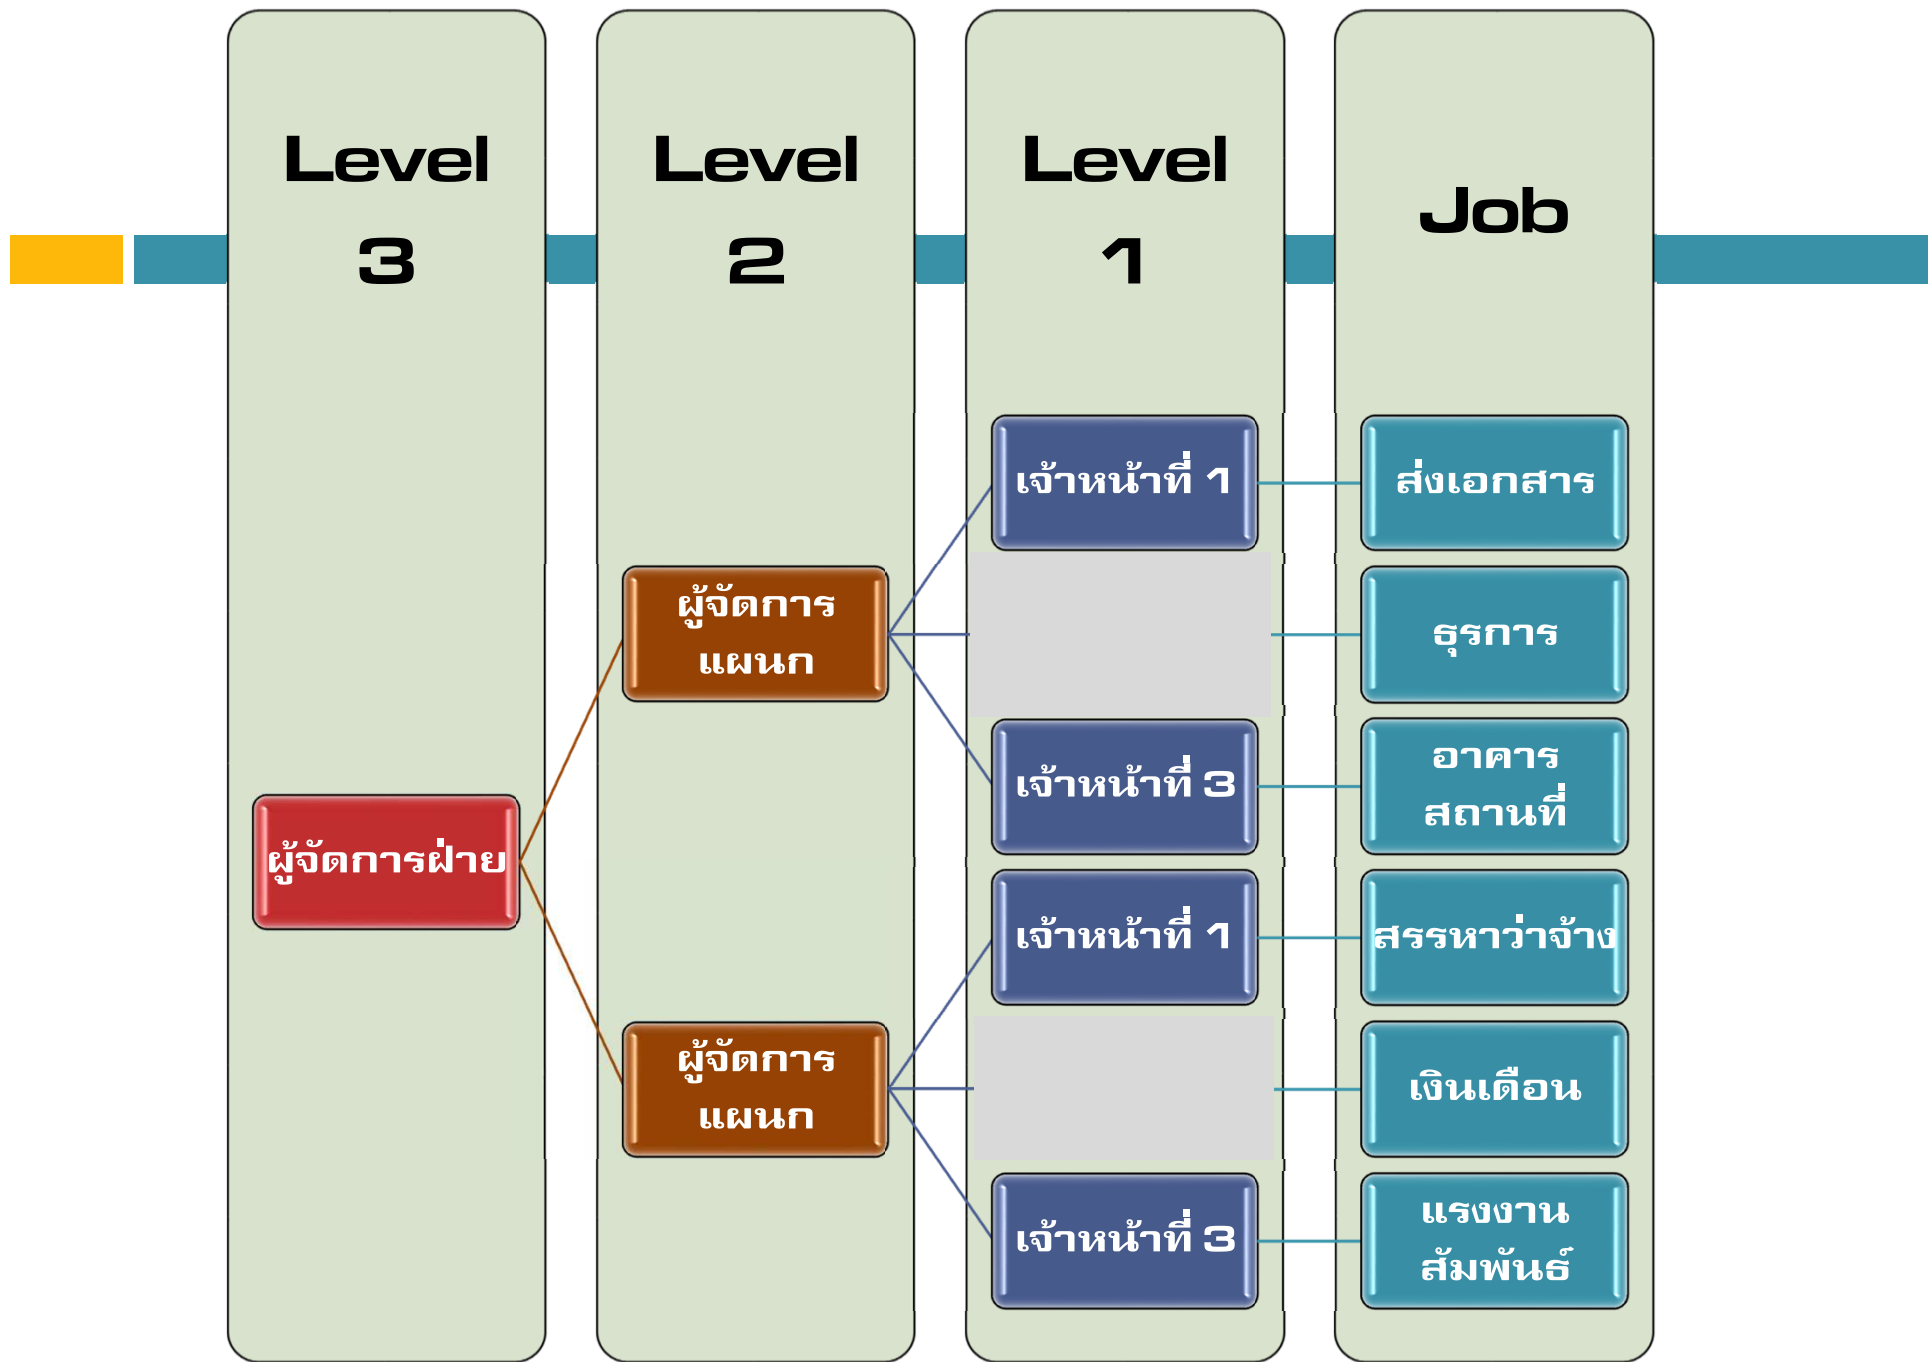 Level
3
Level
2
Level
1
Job
ผู้จัดการฝ่าย
ผู้จัดการ
แผนก
ผู้จัดการ
แผนก
เจ้าหน้าที่ 1
เจ้าหน้าที่ 3
เจ้าหน้าที่ 1
เจ้าหน้าที่ 3
ส่งเอกสาร
ธุรการ
อาคาร
สถานที่
สรรหาว่าจ้าง
เงินเดือน
แรงงาน
สัมพันธ์